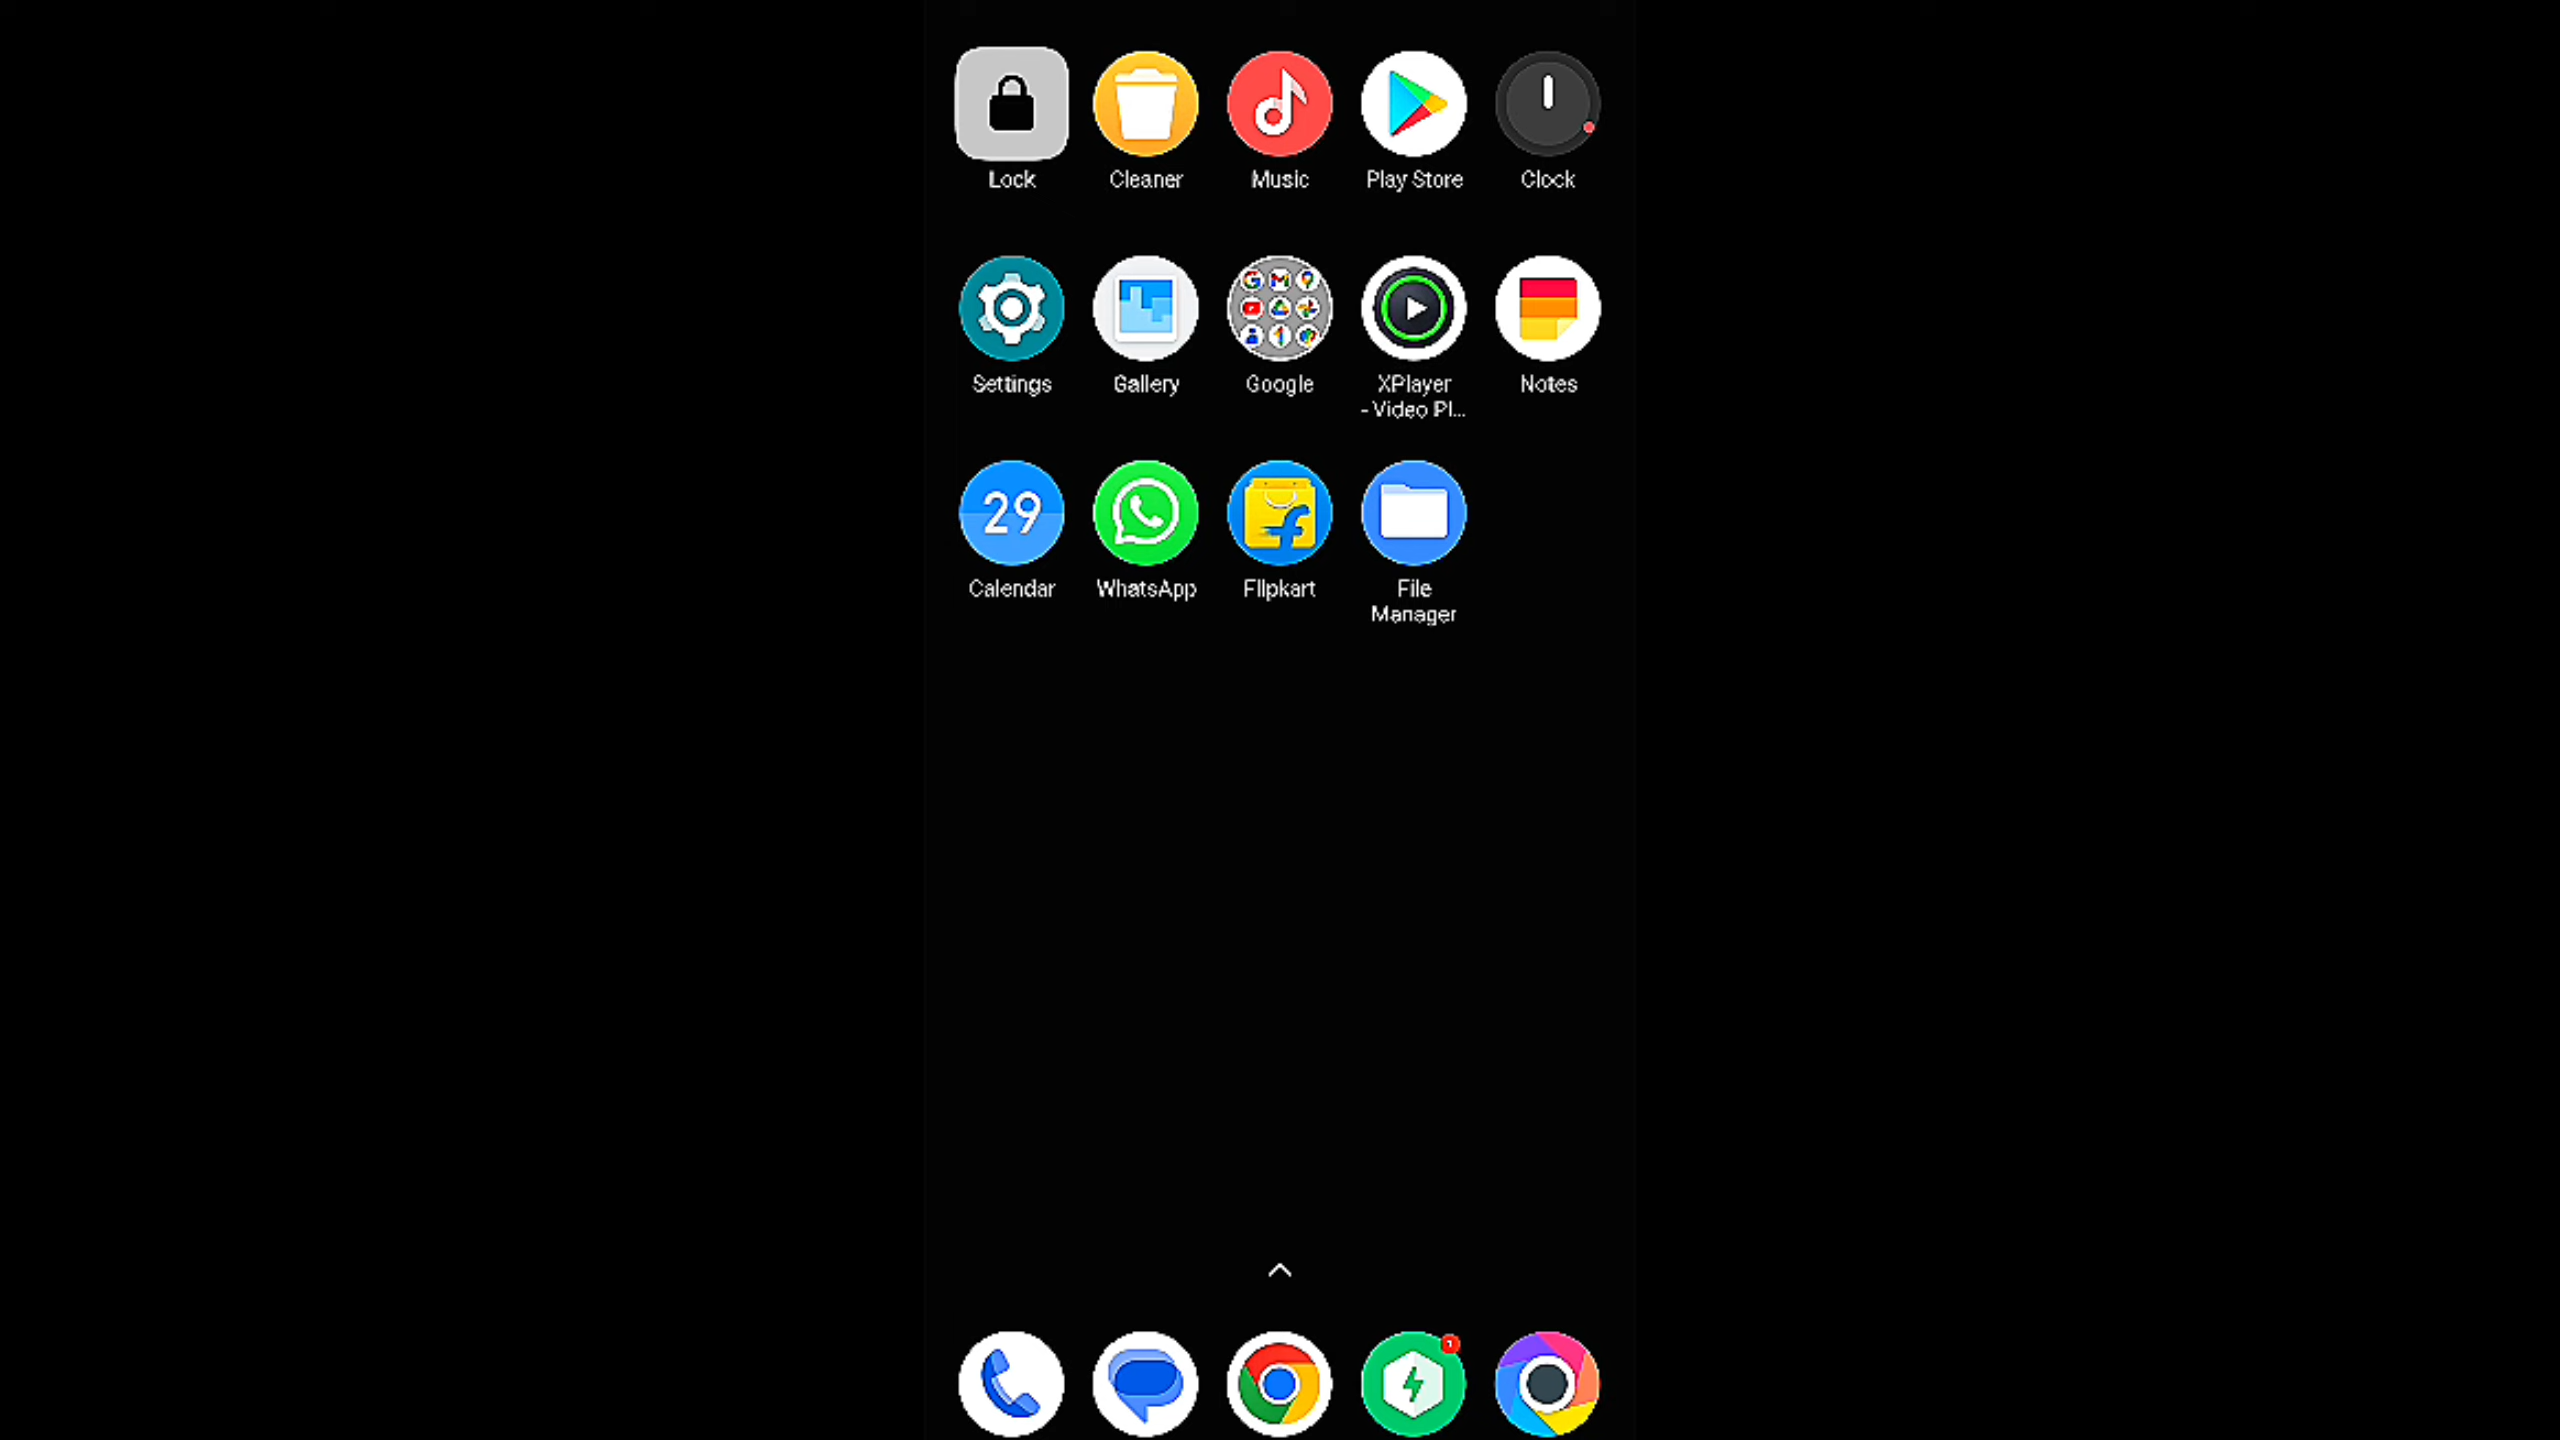 Lock
Cleaner
Music
Play Store
Clock
Settings
Gallery
Google
XPlayer
- Video Pl...
Notes
29
Calendar
WhatsApp
Flipkart
File
Manager
1